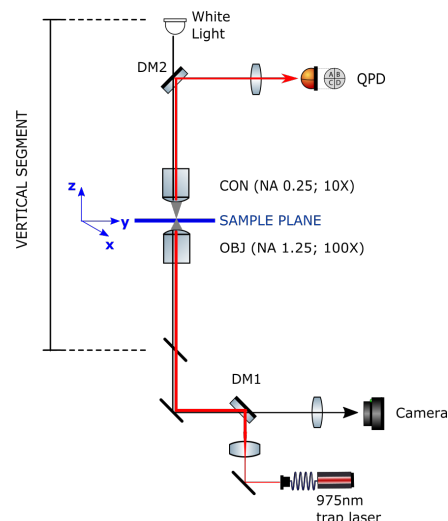 White
Light
DM2
A B
C D
QPD
VERTICAL SEGMENT
CON (NA 0.25; 10X)
z
y
x
SAMPLE PLANE
OBJ (NA 1.25; 100X)
DM1
Camera
975nm
trap laser